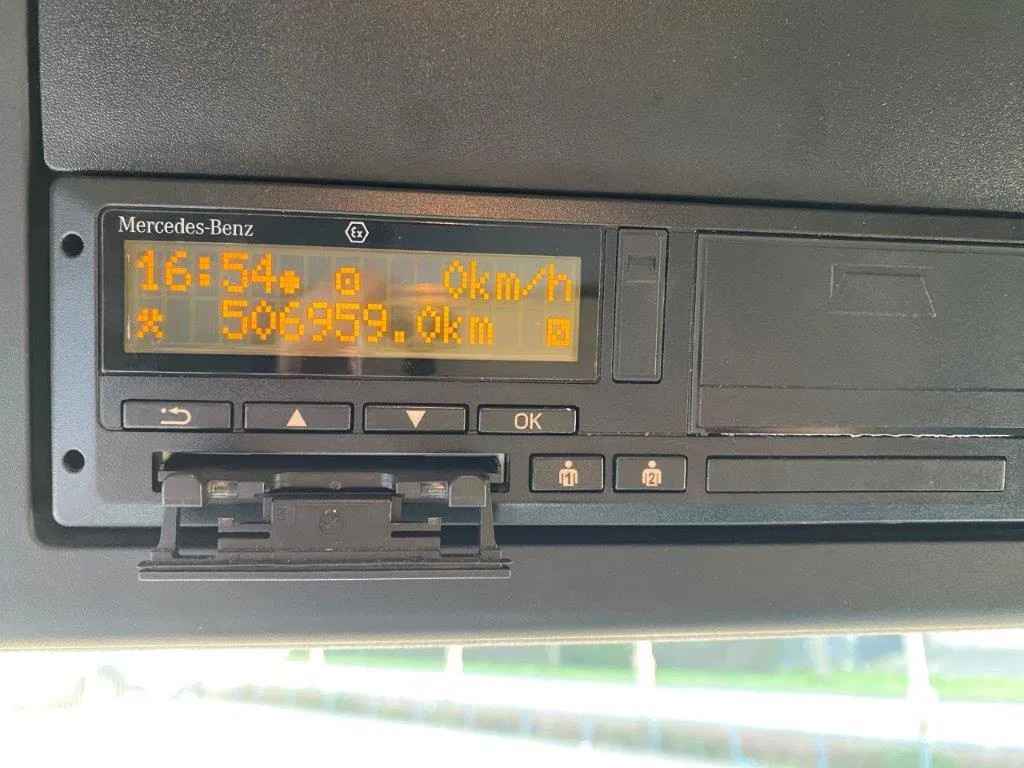 Mercedes-Benz
Ex
16:54 0km/h
506959.0km
OK
1 2